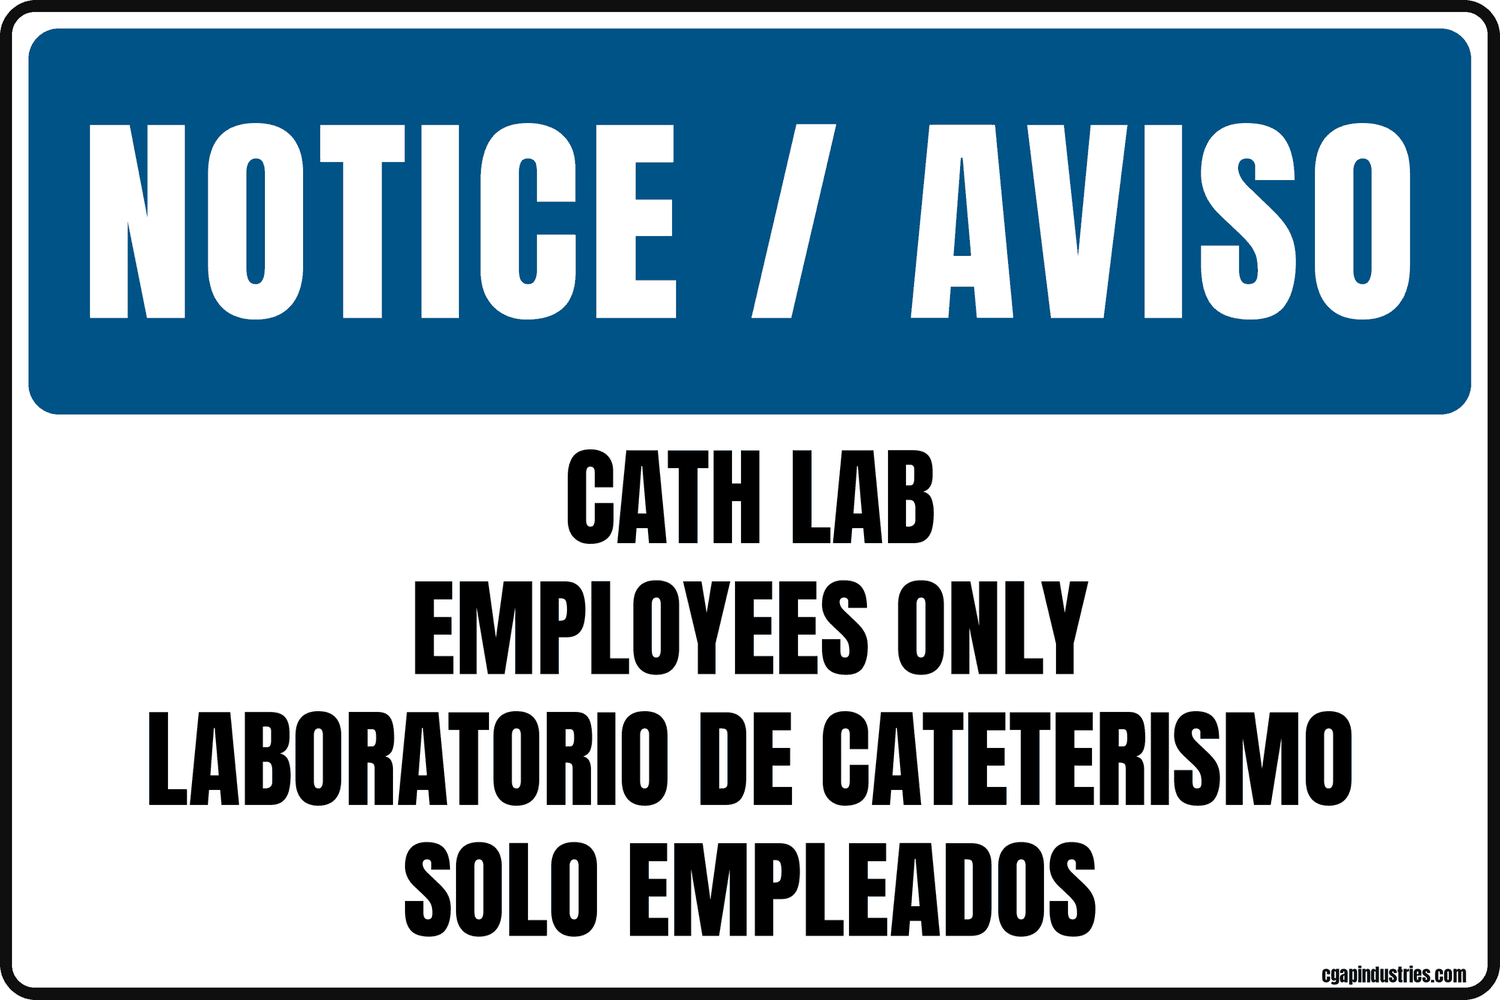 NOTICE / AVISO
CATH LAB
EMPLOYEES ONLY
LABORATORIO DE CATETERISMO
SOLO EMPLEADOS
cgapindustries.com